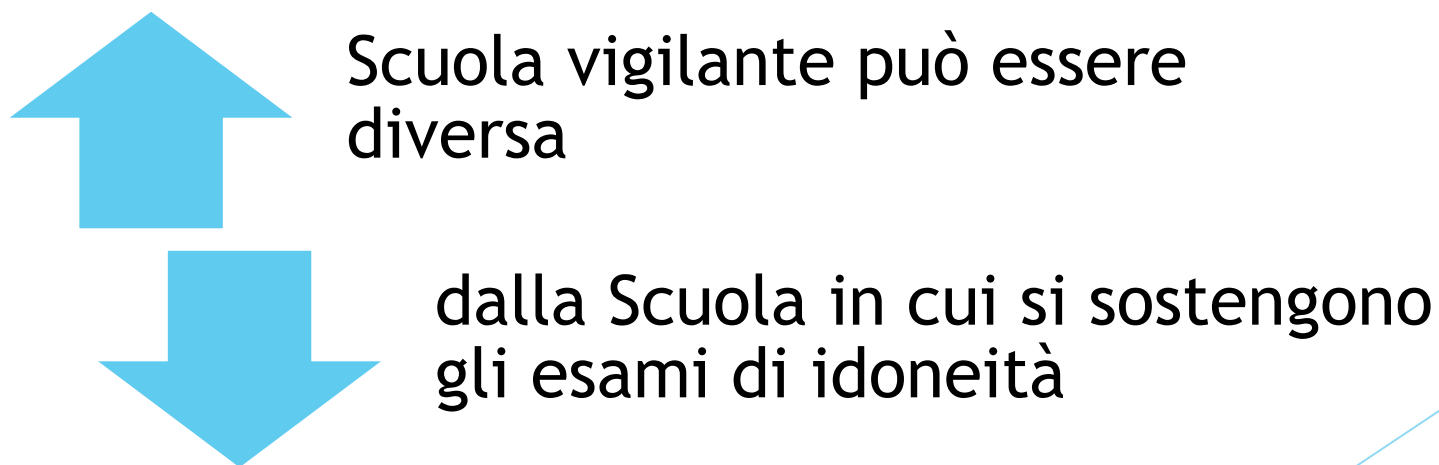 Scuola vigilante può essere
diversa
dalla Scuola in cui si sostengono
gli esami di idoneità